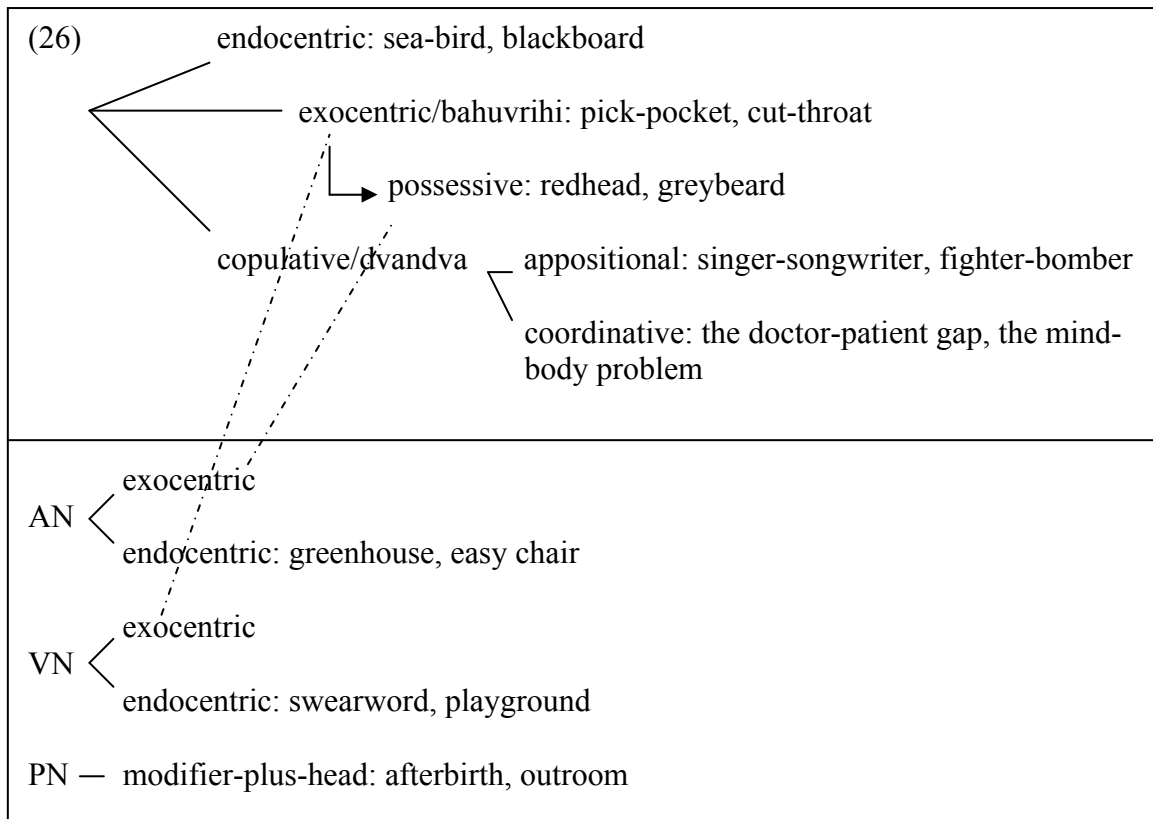 (26) endocentric: sea-bird, blackboard
exocentric/bahuvrihi: pick-pocket, cut-throat
possessive: redhead, greybeard
copulative/dvandva appositional: singer-songwriter, fighter-bomber
coordinative: the doctor-patient gap, the mind-
body problem
exocentric
AN
endocentric: greenhouse, easy chair
exocentric
VN
endocentric: swearword, playground
PN — modifier-plus-head: afterbirth, outroom